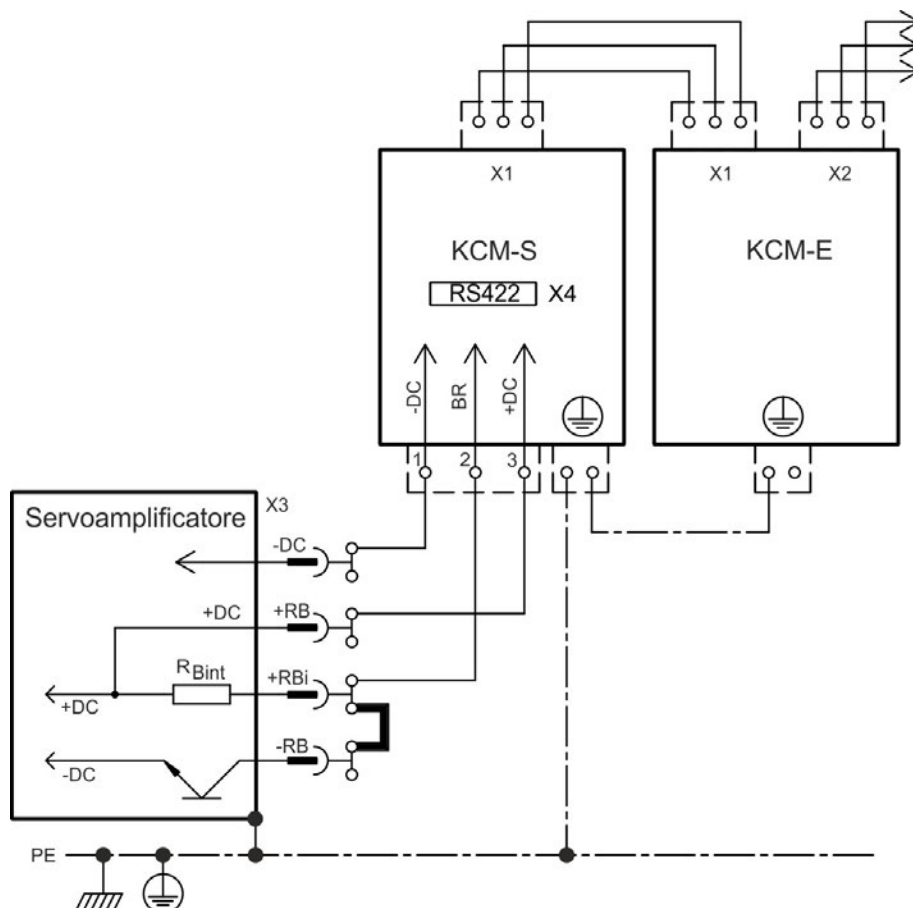 X1
X1
X2
KCM-S
KCM-E
RS422 X4
-DC
BR
+DC
1
2
3
Servoamplificatore
X3
-DC
+DC
+RB
RBint
+RBi
+DC
-RB
-DC
PE